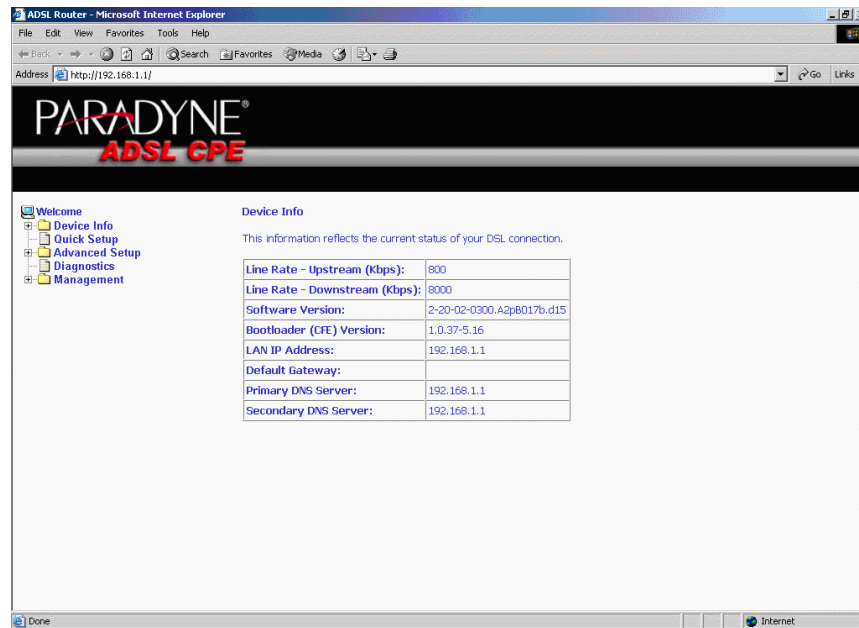 ADSL Router - Microsoft Internet Explorer
File Edit View Favorites Tools Help
Back Search Favorites Media
Address http://192.168.1.1/ Go Links
PARADYNE®
ADSL CPE
Welcome
Device Info
Quick Setup
Advanced Setup
Diagnostics
Management
Device Info
This information reflects the current status of your DSL connection.
Line Rate - Upstream (Kbps): 800
Line Rate - Downstream (Kbps): 8000
Software Version: 2-20-02-0300.A2pB017b.d15
Bootloader (CFE) Version: 1.0.37-5.16
LAN IP Address: 192.168.1.1
Default Gateway:
Primary DNS Server: 192.168.1.1
Secondary DNS Server: 192.168.1.1
Done Internet